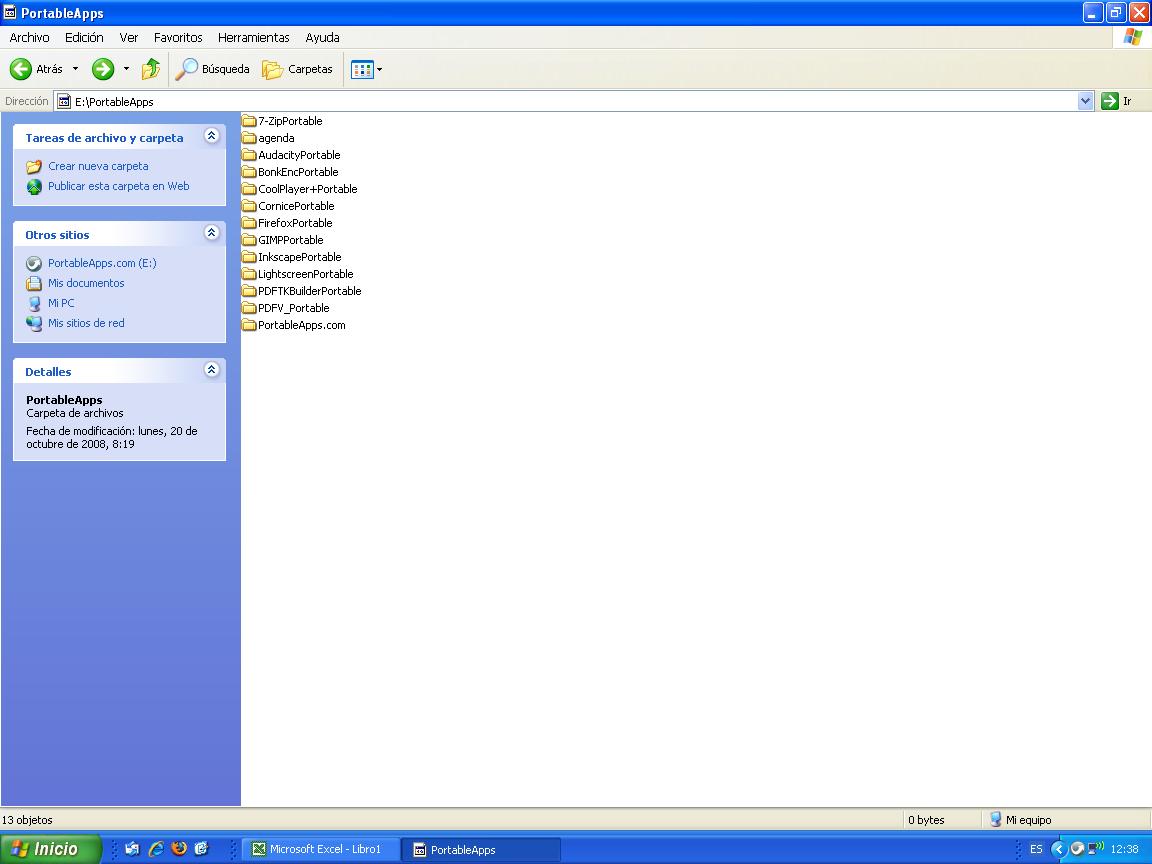 PortableApps
Archivo Edición Ver Favoritos Herramientas Ayuda
Atrás Búsqueda Carpetas
Dirección E:\PortableApps Ir
Tareas de archivo y carpeta
Crear nueva carpeta
Publicar esta carpeta en Web
Otros sitios
PortableApps.com (E:)
Mis documentos
Mi PC
Mis sitios de red
Detalles
PortableApps
Carpeta de archivos
Fecha de modificación: lunes, 20 de
octubre de 2008, 8:19
7-ZipPortable
agenda
AudacityPortable
BonkEncPortable
CoolPlayer+Portable
CornicePortable
FirefoxPortable
GIMPPortable
InkscapePortable
LightscreenPortable
PDFTKBuilderPortable
PDFV_Portable
PortableApps.com
13 objetos 0 bytes Mi equipo
Inicio Microsoft Excel - Libro1 PortableApps ES 12:38